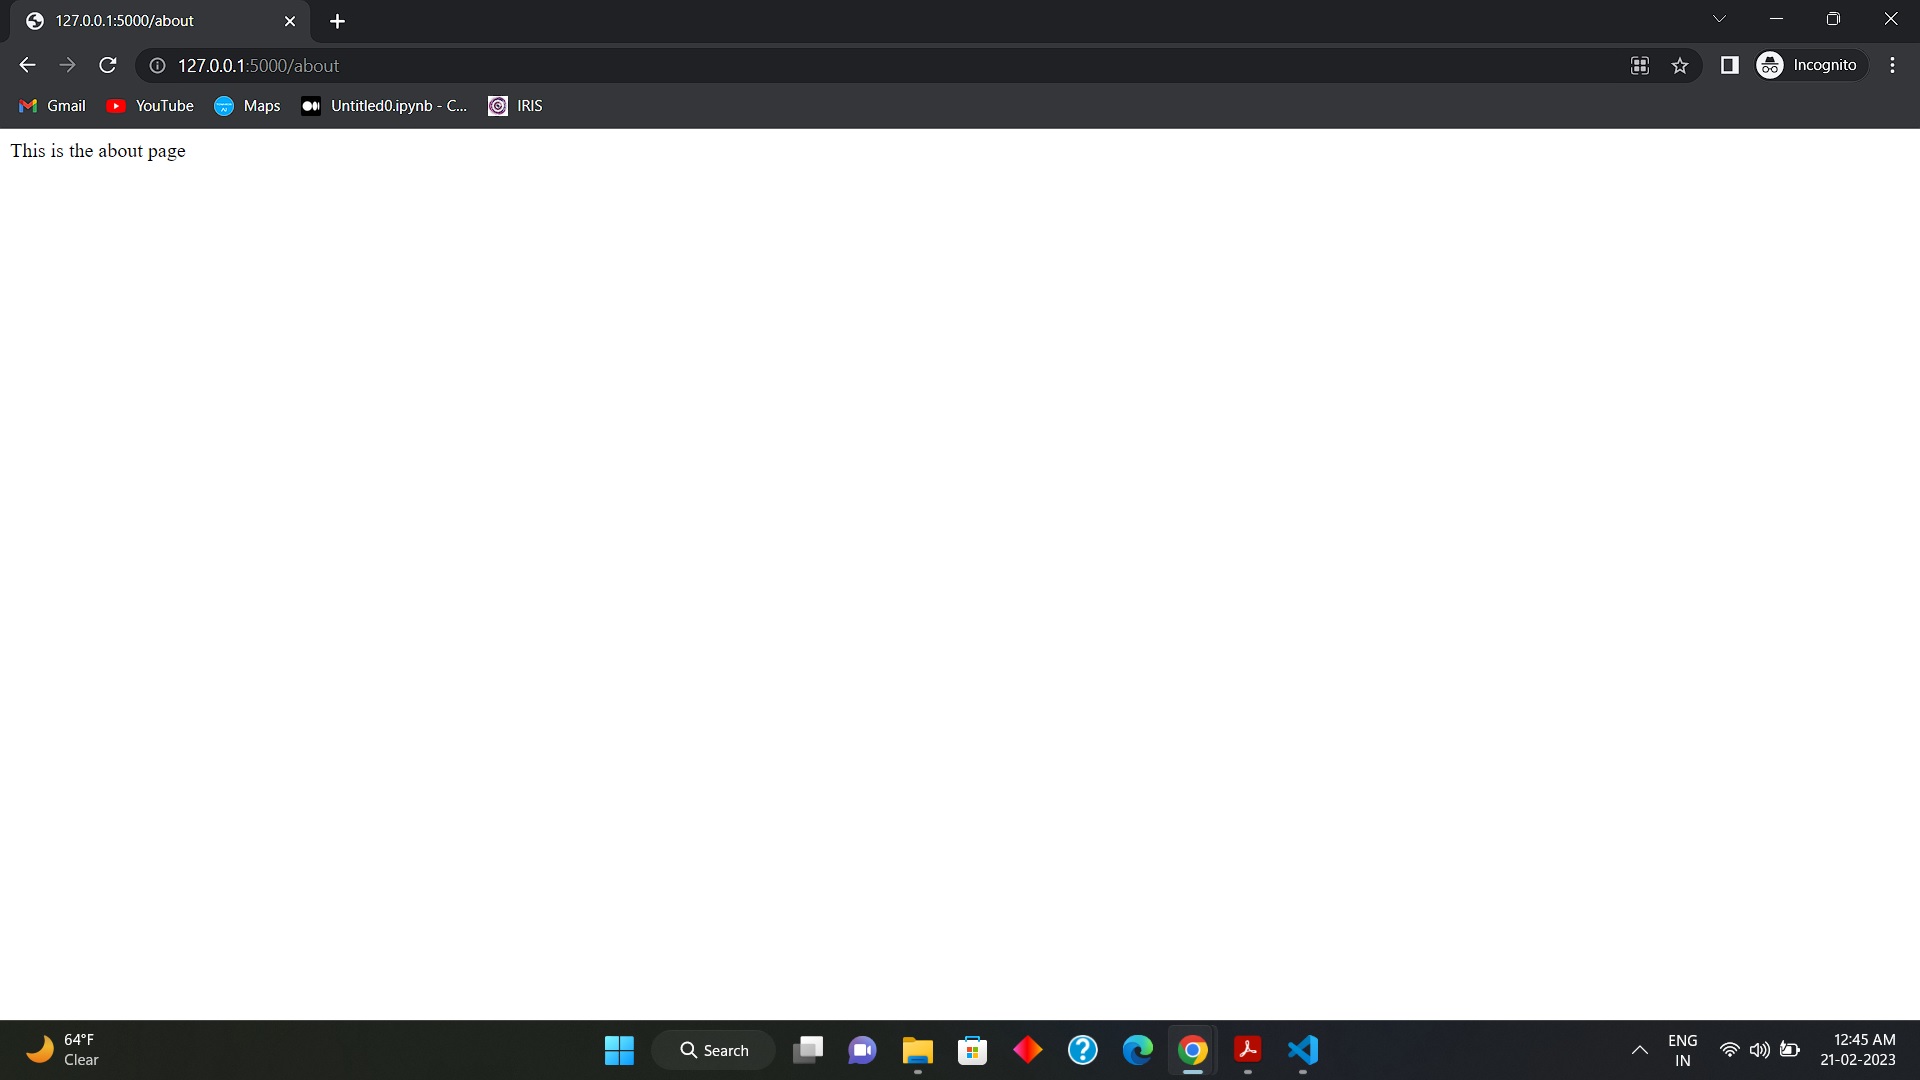 127.0.0.1:5000/about
127.0.0.1:5000/about
Incognito
Gmail
YouTube
Maps
Untitled0.ipynb - C...
IRIS
This is the about page
64°F
Clear
Search
ENG
IN
12:45 AM
21-02-2023